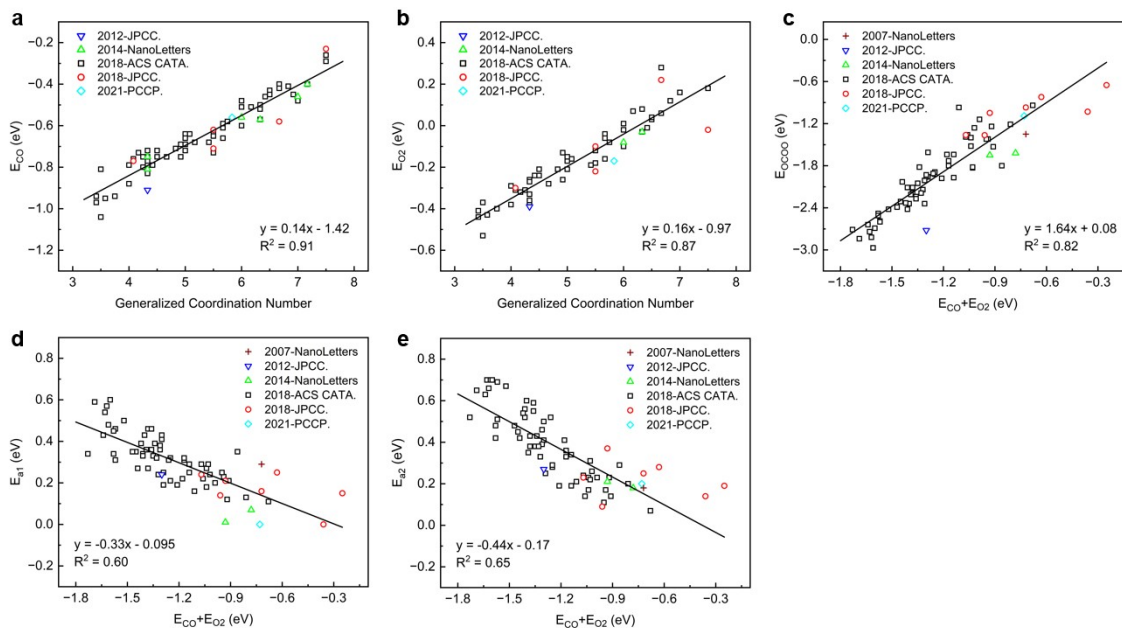 a
2012-JPCC.
2014-NanoLetters
2018-ACS CATA.
2018-JPCC.
2021-PCCP.
y = 0.14x - 1.42
R² = 0.91
E_CO (eV)
−0.2
−0.4
−0.6
−0.8
−1.0
−1.2
3 4 5 6 7 8
Generalized Coordination Number
b
2012-JPCC.
2014-NanoLetters
2018-ACS CATA.
2018-JPCC.
2021-PCCP.
y = 0.16x - 0.97
R² = 0.87
E_O2 (eV)
0.4
0.2
0.0
−0.2
−0.4
−0.6
3 4 5 6 7 8
Generalized Coordination Number
c
2007-NanoLetters
2012-JPCC.
2014-NanoLetters
2018-ACS CATA.
2018-JPCC.
2021-PCCP.
y = 1.64x + 0.08
R² = 0.82
E_OCOO (eV)
0.0
−0.6
−1.2
−1.8
−2.4
−3.0
−1.8 −1.5 −1.2 −0.9 −0.6 −0.3
E_CO+E_O2 (eV)
d
2007-NanoLetters
2012-JPCC.
2014-NanoLetters
2018-ACS CATA.
2018-JPCC.
2021-PCCP.
y = -0.33x - 0.095
R² = 0.60
E_a1 (eV)
0.8
0.6
0.4
0.2
0.0
−0.2
−1.8 −1.5 −1.2 −0.9 −0.6 −0.3
E_CO+E_O2 (eV)
e
2007-NanoLetters
2012-JPCC.
2014-NanoLetters
2018-ACS CATA.
2018-JPCC.
2021-PCCP.
y = -0.44x - 0.17
R² = 0.65
E_a2 (eV)
0.8
0.6
0.4
0.2
0.0
−0.2
−1.8 −1.5 −1.2 −0.9 −0.6 −0.3
E_CO+E_O2 (eV)